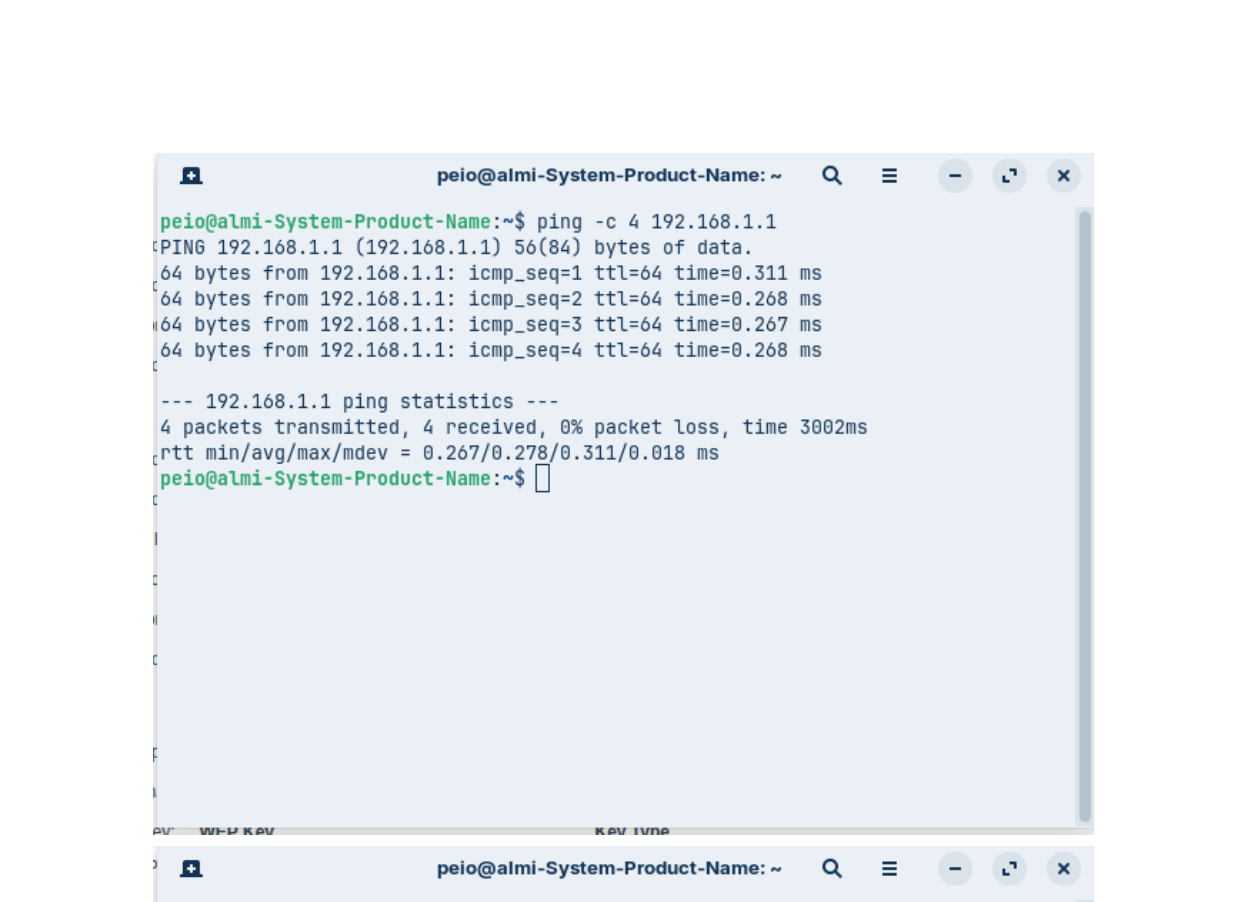 peio@almi-System-Product-Name: ~
peio@almi-System-Product-Name:~$ ping -c 4 192.168.1.1
PING 192.168.1.1 (192.168.1.1) 56(84) bytes of data.
64 bytes from 192.168.1.1: icmp_seq=1 ttl=64 time=0.311 ms
64 bytes from 192.168.1.1: icmp_seq=2 ttl=64 time=0.268 ms
64 bytes from 192.168.1.1: icmp_seq=3 ttl=64 time=0.267 ms
64 bytes from 192.168.1.1: icmp_seq=4 ttl=64 time=0.268 ms
--- 192.168.1.1 ping statistics ---
4 packets transmitted, 4 received, 0% packet loss, time 3002ms
rtt min/avg/max/mdev = 0.267/0.278/0.311/0.018 ms
peio@almi-System-Product-Name:~$
WEP Key Key Type
peio@almi-System-Product-Name: ~